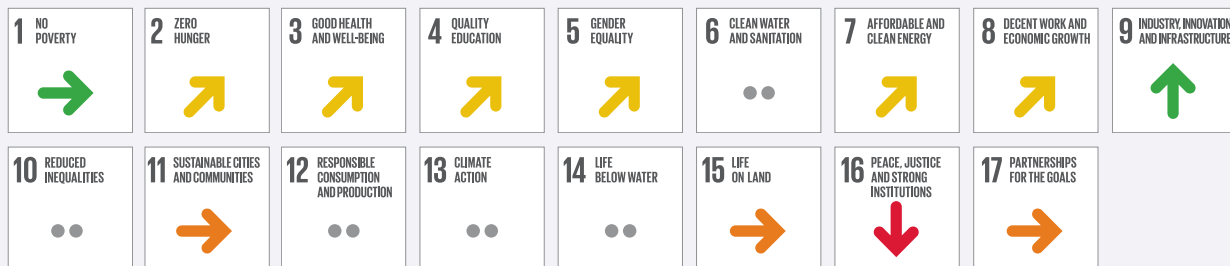 1 NO
POVERTY
2 ZERO
HUNGER
3 GOOD HEALTH
AND WELL-BEING
4 QUALITY
EDUCATION
5 GENDER
EQUALITY
6 CLEAN WATER
AND SANITATION
7 AFFORDABLE AND
CLEAN ENERGY
8 DECENT WORK AND
ECONOMIC GROWTH
9 INDUSTRY, INNOVATION
AND INFRASTRUCTURE
10 REDUCED
INEQUALITIES
11 SUSTAINABLE CITIES
AND COMMUNITIES
12 RESPONSIBLE
CONSUMPTION
AND PRODUCTION
13 CLIMATE
ACTION
14 LIFE
BELOW WATER
15 LIFE
ON LAND
16 PEACE, JUSTICE
AND STRONG
INSTITUTIONS
17 PARTNERSHIPS
FOR THE GOALS